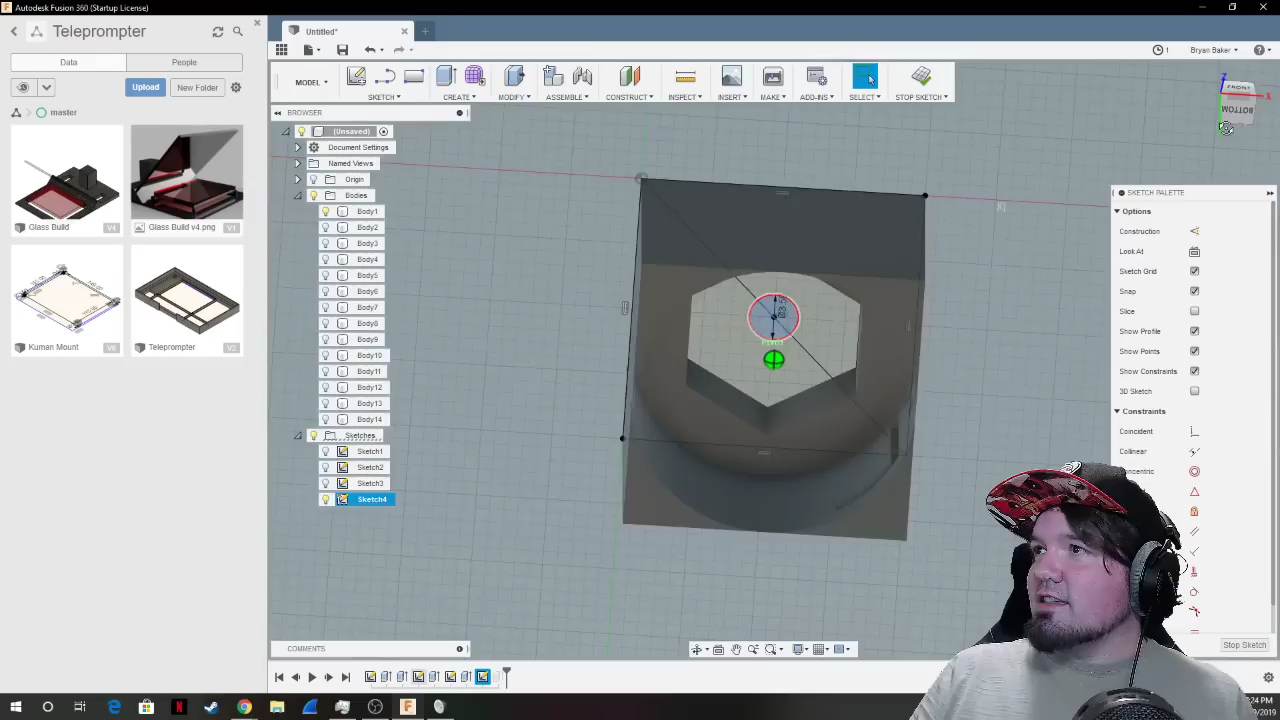 Autodesk Fusion 360 (Startup License)
Teleprompter
Data
People
Upload
New Folder
master
Glass Build
V4
Glass Build v4.png
V1
Kuman Mount
V6
Teleprompter
V2
Untitled*
1
Bryan Baker
MODEL
SKETCH
CREATE
MODIFY
ASSEMBLE
CONSTRUCT
INSPECT
INSERT
MAKE
ADD-INS
SELECT
STOP SKETCH
BROWSER
(Unsaved)
Document Settings
Named Views
Origin
Bodies
Body1
Body2
Body3
Body4
Body5
Body6
Body7
Body8
Body9
Body10
Body11
Body12
Body13
Body14
Sketches
Sketch1
Sketch2
Sketch3
Sketch4
Z
X
FRONT
BOTTOM
SKETCH PALETTE
Options
Construction
Look At
Sketch Grid
Snap
Slice
Show Profile
Show Points
Show Constraints
3D Sketch
Constraints
Coincident
Collinear
Stop Sketch
COMMENTS